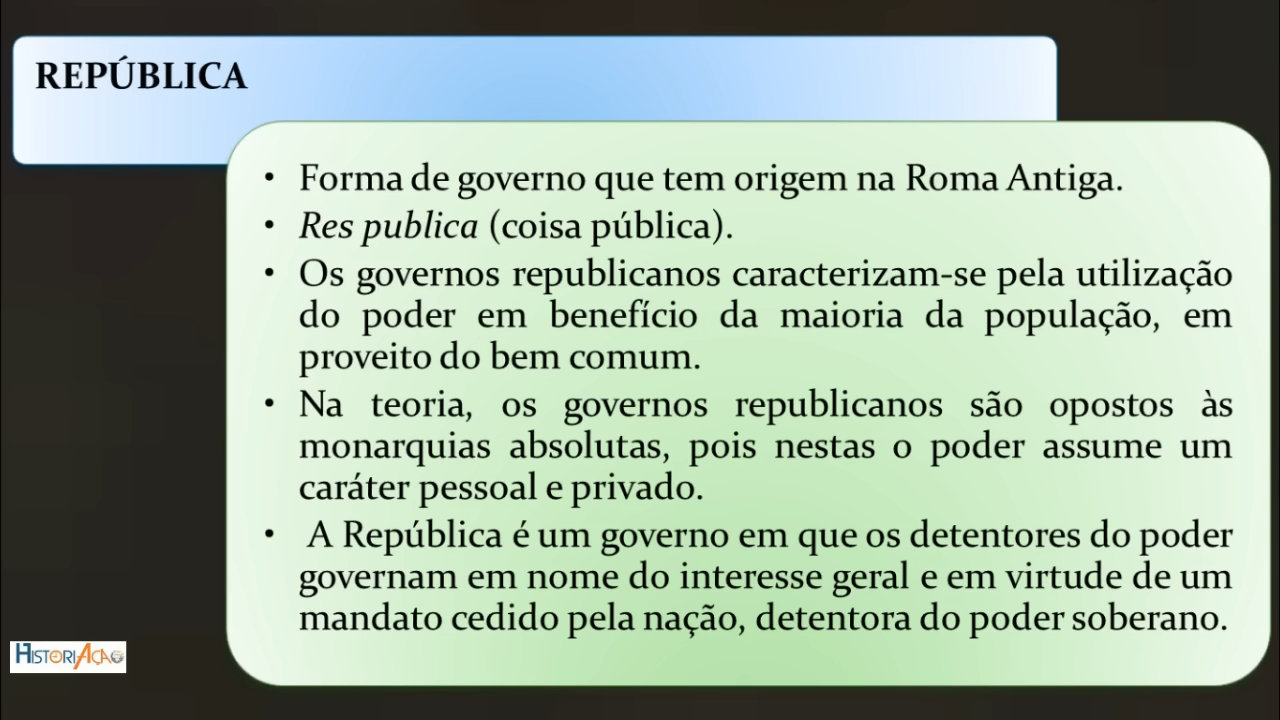 REPÚBLICA
• Forma de governo que tem origem na Roma Antiga.
• Res publica (coisa pública).
• Os governos republicanos caracterizam-se pela utilização
do poder em benefício da maioria da população, em
proveito do bem comum.
• Na teoria, os governos republicanos são opostos às
monarquias absolutas, pois nestas o poder assume um
caráter pessoal e privado.
• A República é um governo em que os detentores do poder
governam em nome do interesse geral e em virtude de um
mandato cedido pela nação, detentora do poder soberano.
HISTORIAÇÃO